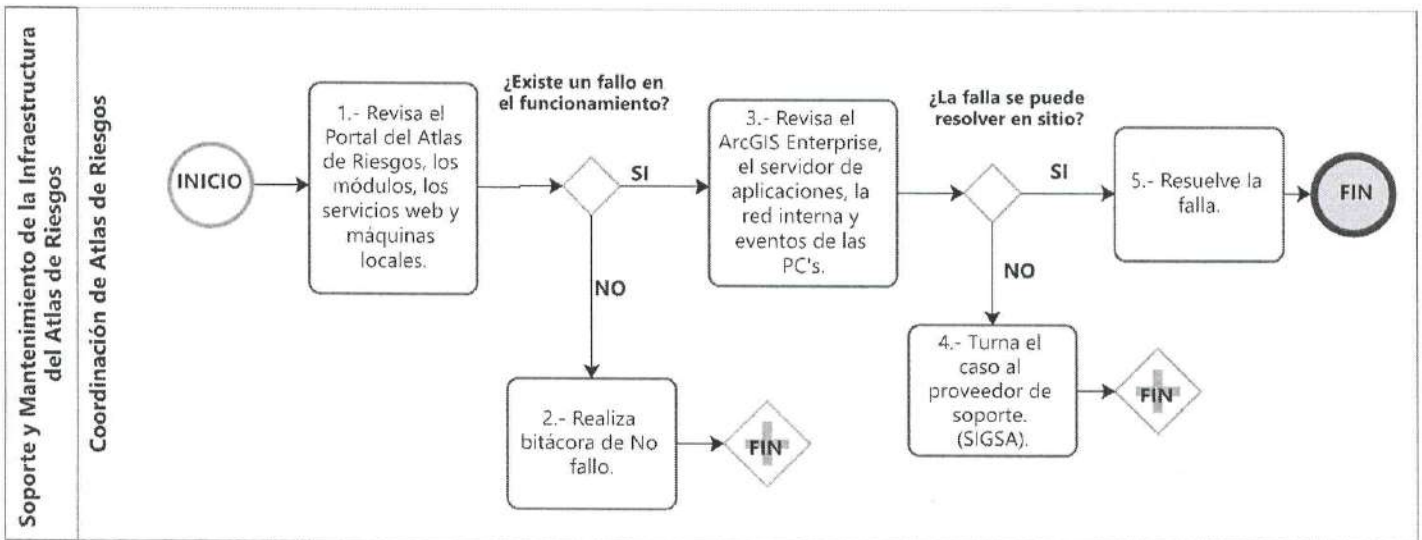 Soporte y Mantenimiento de la Infraestructura
del Atlas de Riesgos
Coordinación de Atlas de Riesgos
INICIO
1.- Revisa el
Portal del Atlas
de Riesgos, los
módulos, los
servicios web y
máquinas
locales.
¿Existe un fallo en
el funcionamiento?
SI
NO
2.- Realiza
bitácora de No
fallo.
FIN
3.- Revisa el
ArcGIS Enterprise,
el servidor de
aplicaciones, la
red interna y
eventos de las
PC's.
¿La falla se puede
resolver en sitio?
SI
NO
4.- Turna el
caso al
proveedor de
soporte.
(SIGSA).
FIN
5.- Resuelve la
falla.
FIN